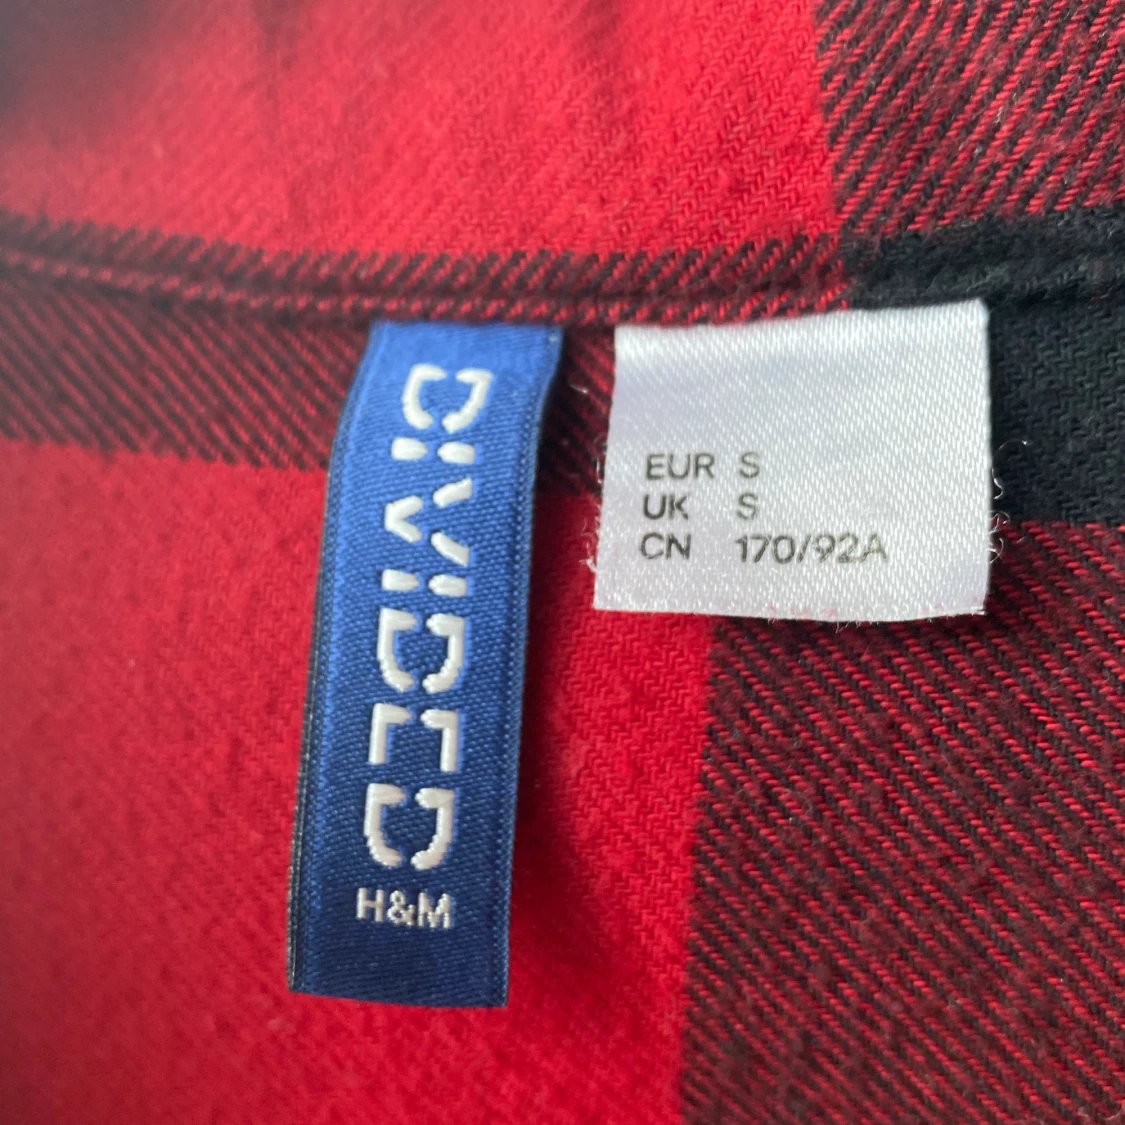 DIVIDED
H&M
EUR S
UK S
CN 170/92A